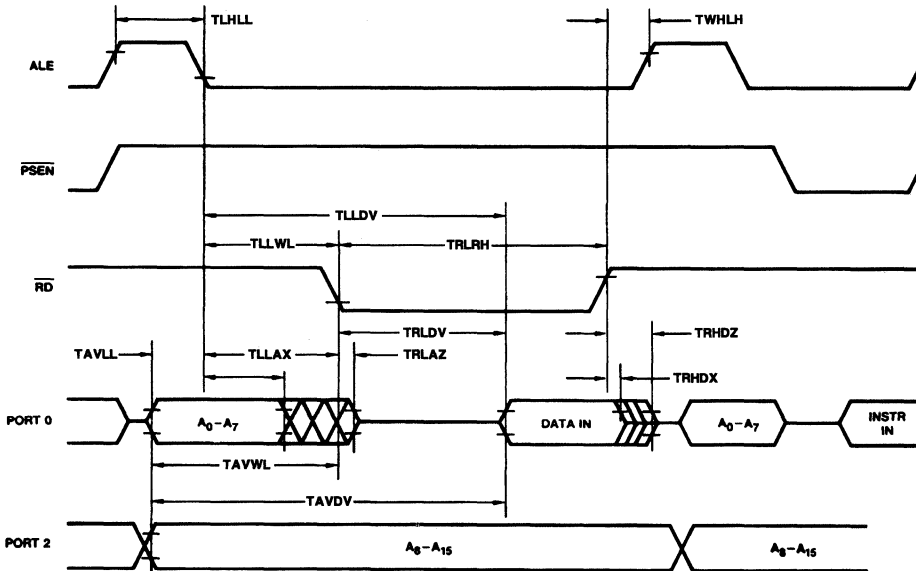 TLHLL
TWHLH
ALE
PSEN
TLLDV
TLLWL
TRLRH
RD
TRLDV
TRHDZ
TAVLL
TLLAX
TRLAZ
TRHDX
PORT 0
A₀–A₇
DATA IN
A₀–A₇
INSTR
IN
TAVWL
TAVDV
PORT 2
A₈–A₁₅
A₈–A₁₅